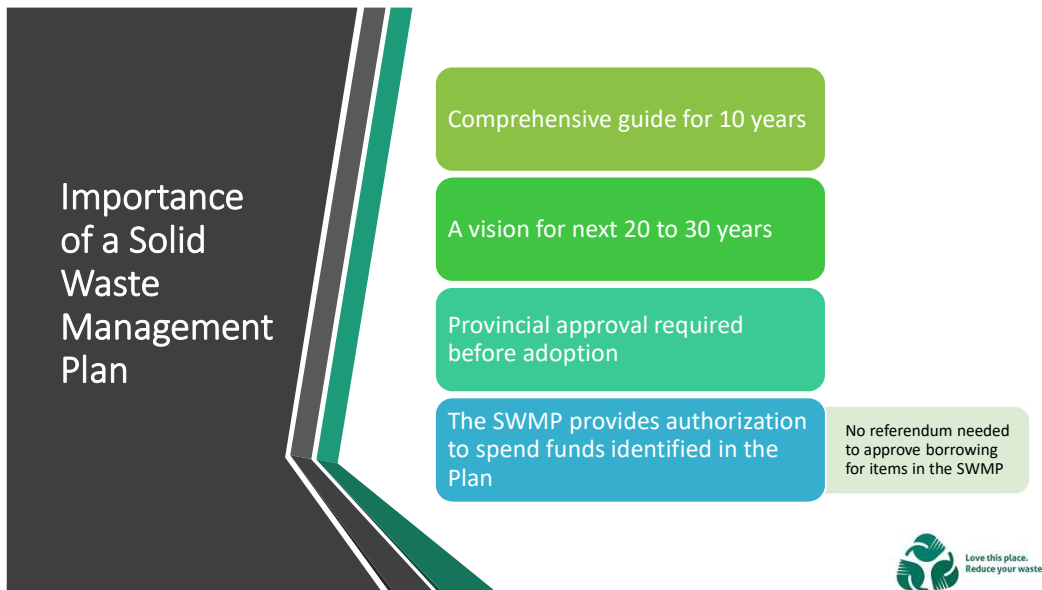 Importance
of a Solid
Waste
Management
Plan
Comprehensive guide for 10 years
A vision for next 20 to 30 years
Provincial approval required
before adoption
The SWMP provides authorization
to spend funds identified in the
Plan
No referendum needed
to approve borrowing
for items in the SWMP
Love this place.
Reduce your waste